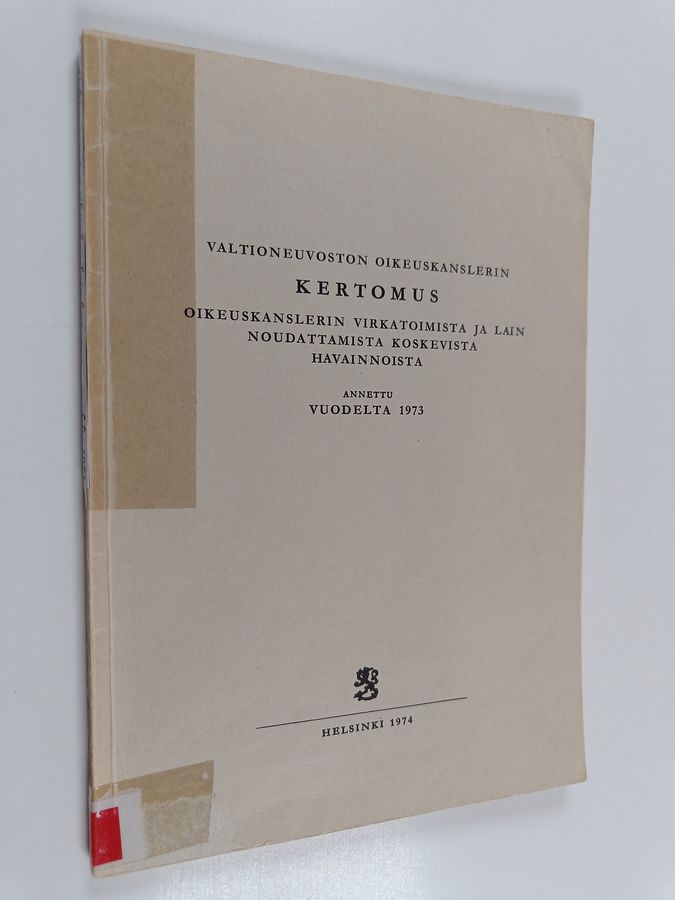 VALTIONEUVOSTON OIKEUSKANSLERIN
KERTOMUS
OIKEUSKANSLERIN VIRKATOIMISTA JA LAIN
NOUDATTAMISTA KOSKEVISTA
HAVAINNOISTA
ANNETTU
VUODELTA 1973
HELSINKI 1974